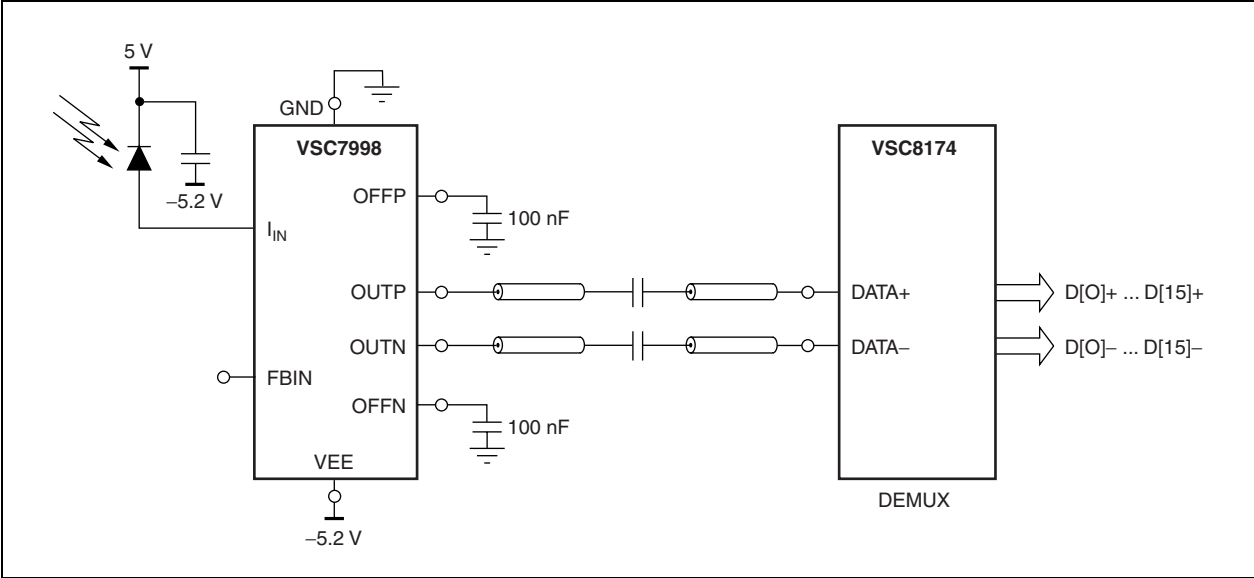 5 V
GND
VSC7998
VSC8174
−5.2 V
OFFP
100 nF
I_IN
OUTP
DATA+
D[O]+ ... D[15]+
OUTN
DATA−
D[O]− ... D[15]−
FBIN
OFFN
100 nF
VEE
DEMUX
−5.2 V